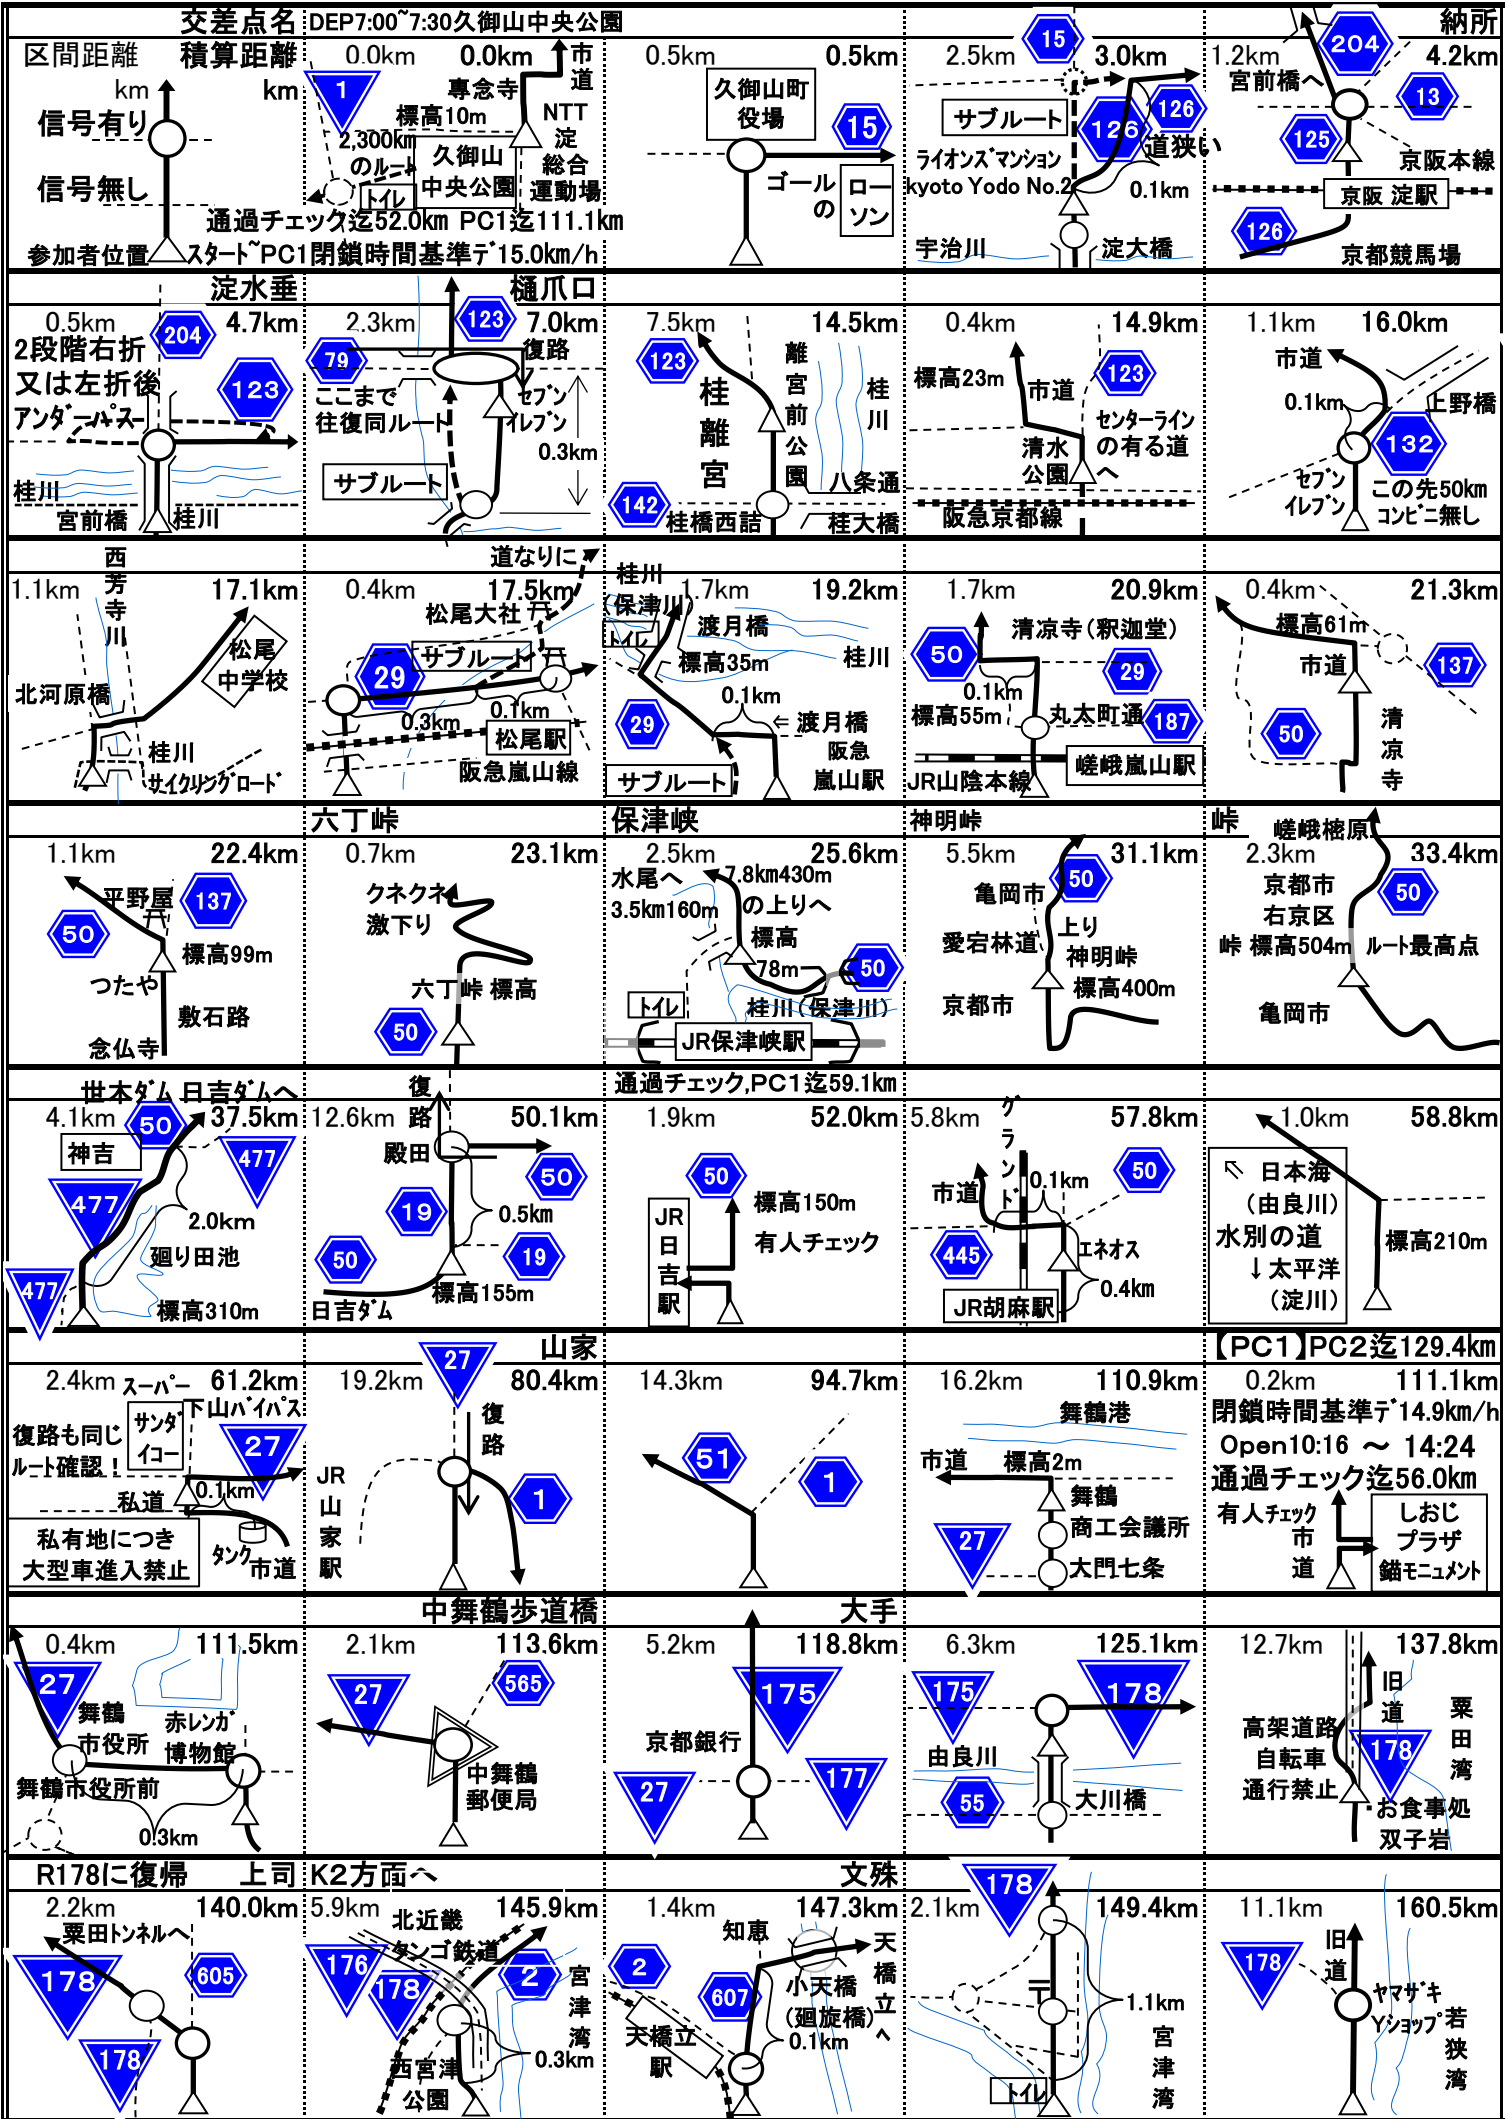 交差点名
区間距離 積算距離
km km
信号有り
信号無し
参加者位置
DEP7:00~7:30久御山中央公園
0.0km 0.0km
1
市道
專念寺
標高10m
NTT淀総合運動場
2,300kmのルート
久御山中央公園
トイレ
通過チェック迄52.0km PC1迄111.1km
スタート~PC1閉鎖時間基準デ15.0km/h
0.5km 0.5km
久御山町役場
15
ゴールの
ローソン
2.5km 3.0km
15
サブルート
126
126
道狭い
ライオンズマンション
kyoto Yodo No.2
0.1km
宇治川
淀大橋
納所
1.2km 4.2km
204
宮前橋へ
13
125
京阪本線
京阪 淀駅
126
京都競馬場
淀水垂
0.5km 4.7km
204
2段階右折
又は左折後
アンダーパス
123
桂川
宮前橋
桂川
樋爪口
2.3km 7.0km
123
79
復路
ここまで
往復同ルート
セブンイレブン
0.3km
サブルート
7.5km 14.5km
123
離宮前公園
桂川
桂離宮
八条通
142
桂橋西詰
桂大橋
0.4km 14.9km
標高23m
市道
123
センターライン
の有る道
へ
清水公園
阪急京都線
1.1km 16.0km
市道
0.1km
上野橋
132
セブンイレブン
この先50km
コンビニ無し
1.1km 17.1km
西芳寺川
松尾中学校
北河原橋
桂川
サイクリングロード
道なりに
0.4km 17.5km
松尾大社
サブルート
29
0.3km
0.1km
松尾駅
阪急嵐山線
1.7km 19.2km
桂川
(保津川)
トイレ
渡月橋
桂川
標高35m
0.1km
29
⇐ 渡月橋
阪急嵐山駅
サブルート
1.7km 20.9km
清凉寺(釈迦堂)
50
29
0.1km
標高55m
丸太町通
187
JR山陰本線
嵯峨嵐山駅
0.4km 21.3km
標高61m
市道
137
50
清凉寺
1.1km 22.4km
平野屋
137
50
標高99m
つたや
敷石路
念仏寺
六丁峠
0.7km 23.1km
クネクネ
激下り
六丁峠 標高
50
保津峡
2.5km 25.6km
水尾へ
3.5km160m
7.8km430m
の上りへ
標高
78m
50
トイレ
桂川(保津川)
JR保津峡駅
神明峠
5.5km 31.1km
50
亀岡市
愛宕林道
上り
神明峠
標高400m
京都市
峠
嵯峨樒原
2.3km 33.4km
京都市
右京区
50
峠 標高504m ルート最高点
亀岡市
世木ダム 日吉ダムへ
4.1km 37.5km
50
神吉
477
477
2.0km
廻り田池
477
標高310m
12.6km 50.1km
復路
殿田
50
19
0.5km
50
19
標高155m
日吉ダム
通過チェック,PC1迄59.1km
1.9km 52.0km
50
JR日吉駅
標高150m
有人チェック
5.8km 57.8km
グランド
市道
0.1km
50
445
エネオス
0.4km
JR胡麻駅
1.0km 58.8km
⇖ 日本海
(由良川)
水別の道
↓太平洋
(淀川)
標高210m
2.4km 61.2km
スーパー
サンダイコー
下山バイパス
復路も同じ
ルート確認!
27
0.1km
私道
私有地につき
大型車進入禁止
タンク
市道
山家
19.2km 80.4km
27
復路
JR山家駅
1
14.3km 94.7km
51
1
16.2km 110.9km
舞鶴港
市道
標高2m
舞鶴
商工会議所
27
大門七条
【PC1】PC2迄129.4km
0.2km 111.1km
閉鎖時間基準デ14.9km/h
Open10:16 ～ 14:24
通過チェック迄56.0km
有人チェック
市道
しおじ
プラザ
錨モニュメント
0.4km 111.5km
27
舞鶴市役所
赤レンガ博物館
舞鶴市役所前
0.3km
中舞鶴歩道橋
2.1km 113.6km
27
565
中舞鶴郵便局
大手
5.2km 118.8km
175
京都銀行
27
177
6.3km 125.1km
175
178
由良川
55
大川橋
12.7km 137.8km
旧道
高架道路
自転車
通行禁止
178
栗田湾
・お食事処
双子岩
R178に復帰 上司
2.2km 140.0km
栗田トンネルへ
178
605
178
K2方面へ
5.9km 145.9km
北近畿
タンゴ鉄道
176
178
2
宮津湾
0.3km
西宮津公園
文殊
1.4km 147.3km
知恵
2
607
小天橋
(廻旋橋)
0.1km
天橋立へ
天橋立駅
178
2.1km 149.4km
〒
1.1km
宮津湾
トイレ
11.1km 160.5km
178
旧道
ヤマザキ
Yショップ
若狭湾